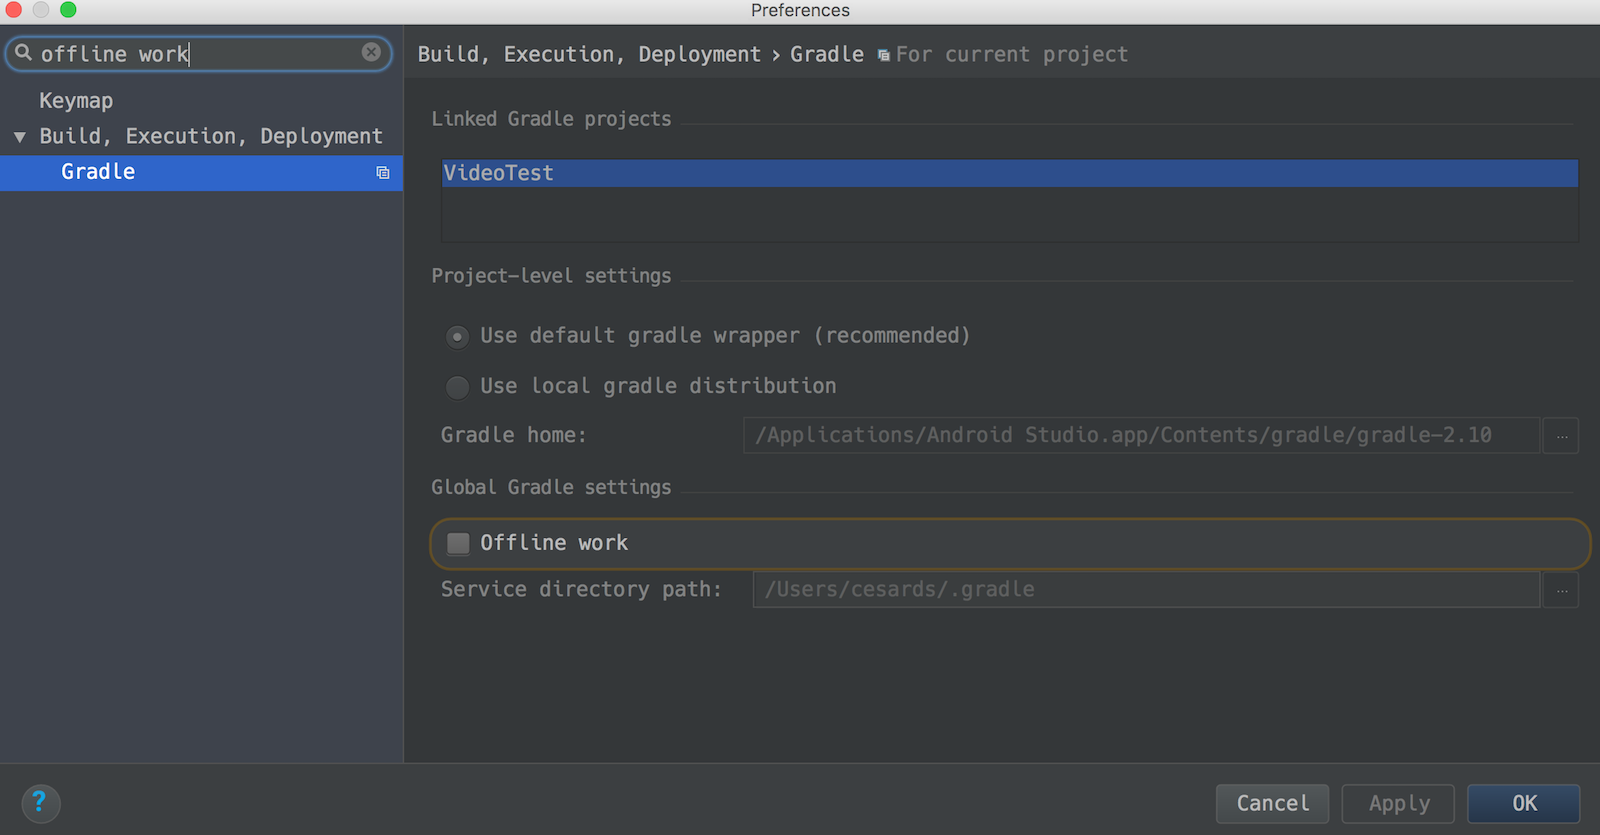 Preferences
offline work
Keymap
Build, Execution, Deployment
Gradle
Build, Execution, Deployment › Gradle For current project
Linked Gradle projects
VideoTest
Project-level settings
Use default gradle wrapper (recommended)
Use local gradle distribution
Gradle home: /Applications/Android Studio.app/Contents/gradle/gradle-2.10 ...
Global Gradle settings
Offline work
Service directory path: /Users/cesards/.gradle ...
? Cancel Apply OK